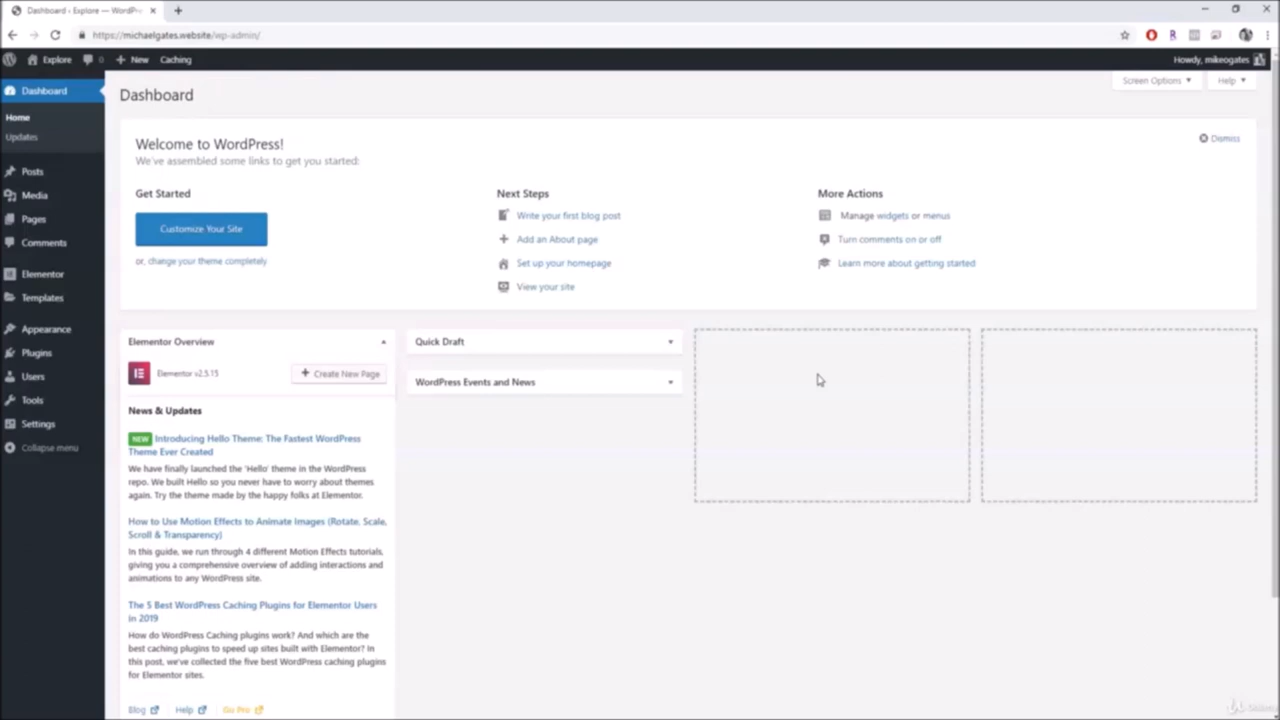 Dashboard ‹ Explore — WordPr
https://michaelgates.website/wp-admin/
Explore
0
New
Caching
Howdy, mikeogates
Dashboard
Home
Updates
Posts
Media
Pages
Comments
Elementor
Templates
Appearance
Plugins
Users
Tools
Settings
Collapse menu
Dashboard
Screen Options
Help
Welcome to WordPress!
We've assembled some links to get you started:
Dismiss
Get Started
Customize Your Site
or, change your theme completely
Next Steps
Write your first blog post
Add an About page
Set up your homepage
View your site
More Actions
Manage widgets or menus
Turn comments on or off
Learn more about getting started
Elementor Overview
Elementor v2.5.15
Create New Page
News & Updates
NEW Introducing Hello Theme: The Fastest WordPress
Theme Ever Created
We have finally launched the 'Hello' theme in the WordPress
repo. We built Hello so you never have to worry about themes
again. Try the theme made by the happy folks at Elementor.
How to Use Motion Effects to Animate Images (Rotate, Scale,
Scroll & Transparency)
In this guide, we run through 4 different Motion Effects tutorials,
giving you a comprehensive overview of adding interactions and
animations to any WordPress site.
The 5 Best WordPress Caching Plugins for Elementor Users
in 2019
How do WordPress Caching plugins work? And which are the
best caching plugins to speed up sites built with Elementor? In
this post, we've collected the five best WordPress caching plugins
for Elementor sites.
Blog
Help
Go Pro
Quick Draft
WordPress Events and News